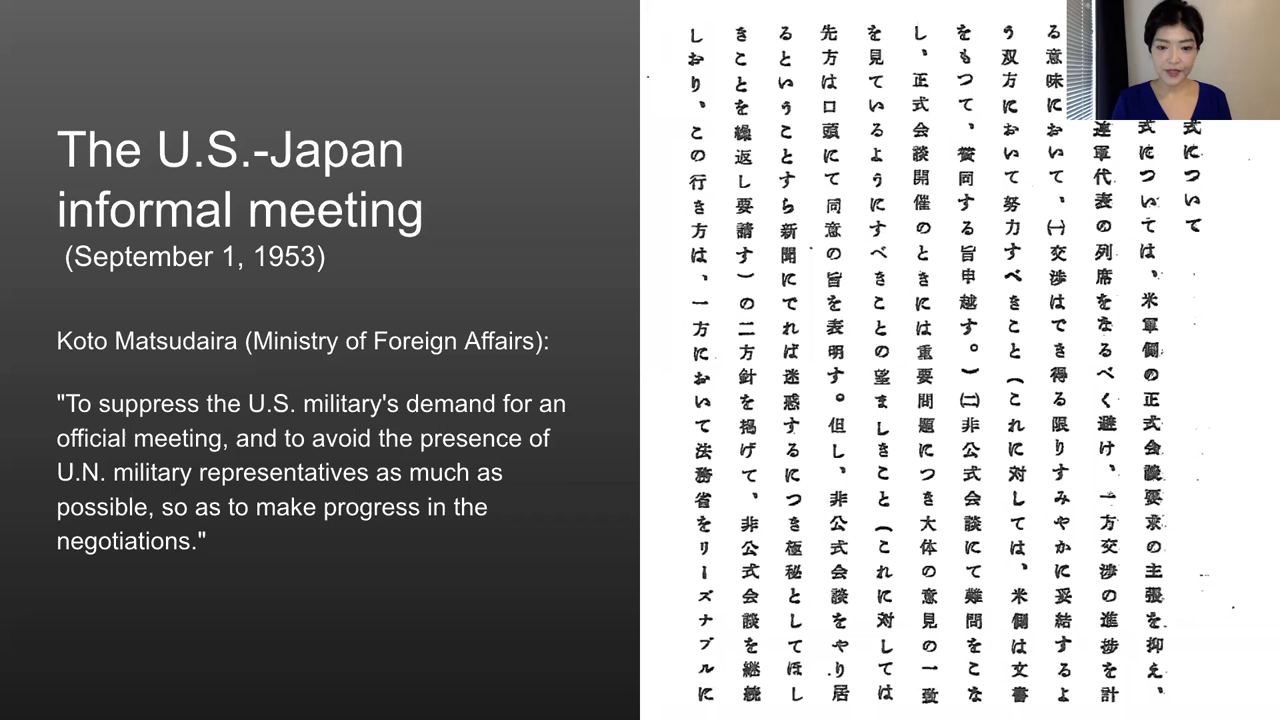 The U.S.-Japan
informal meeting
(September 1, 1953)
Koto Matsudaira (Ministry of Foreign Affairs):
"To suppress the U.S. military's demand for an
official meeting, and to avoid the presence of
U.N. military representatives as much as
possible, so as to make progress in the
negotiations."
式について
式については、米軍側の正式会談要求の主張を抑え、
連軍代表の列席をなるべく避け、一方交渉の進捗を計
る意味において、㈠交渉はでき得る限りすみやかに妥結するよ
う双方において努力すべきこと(これに対しては、米側は文書
をもつて、賛同する旨申越す。)㈡非公式会談にて難問をこな
し、正式会談開催のときには重要問題につき大体の意見の一致
を見ているようにすべきことの望ましきこと(これに対しては
先方は口頭にて同意の旨を表明す。但し、非公式会談をやり居
るということすら新聞にでれば迷惑するにつき極秘としてほし
きことを繰返し要請す)の二方針を掲げて、非公式会談を継続
しおり、この行き方は、一方において法務省をリーズナブルに